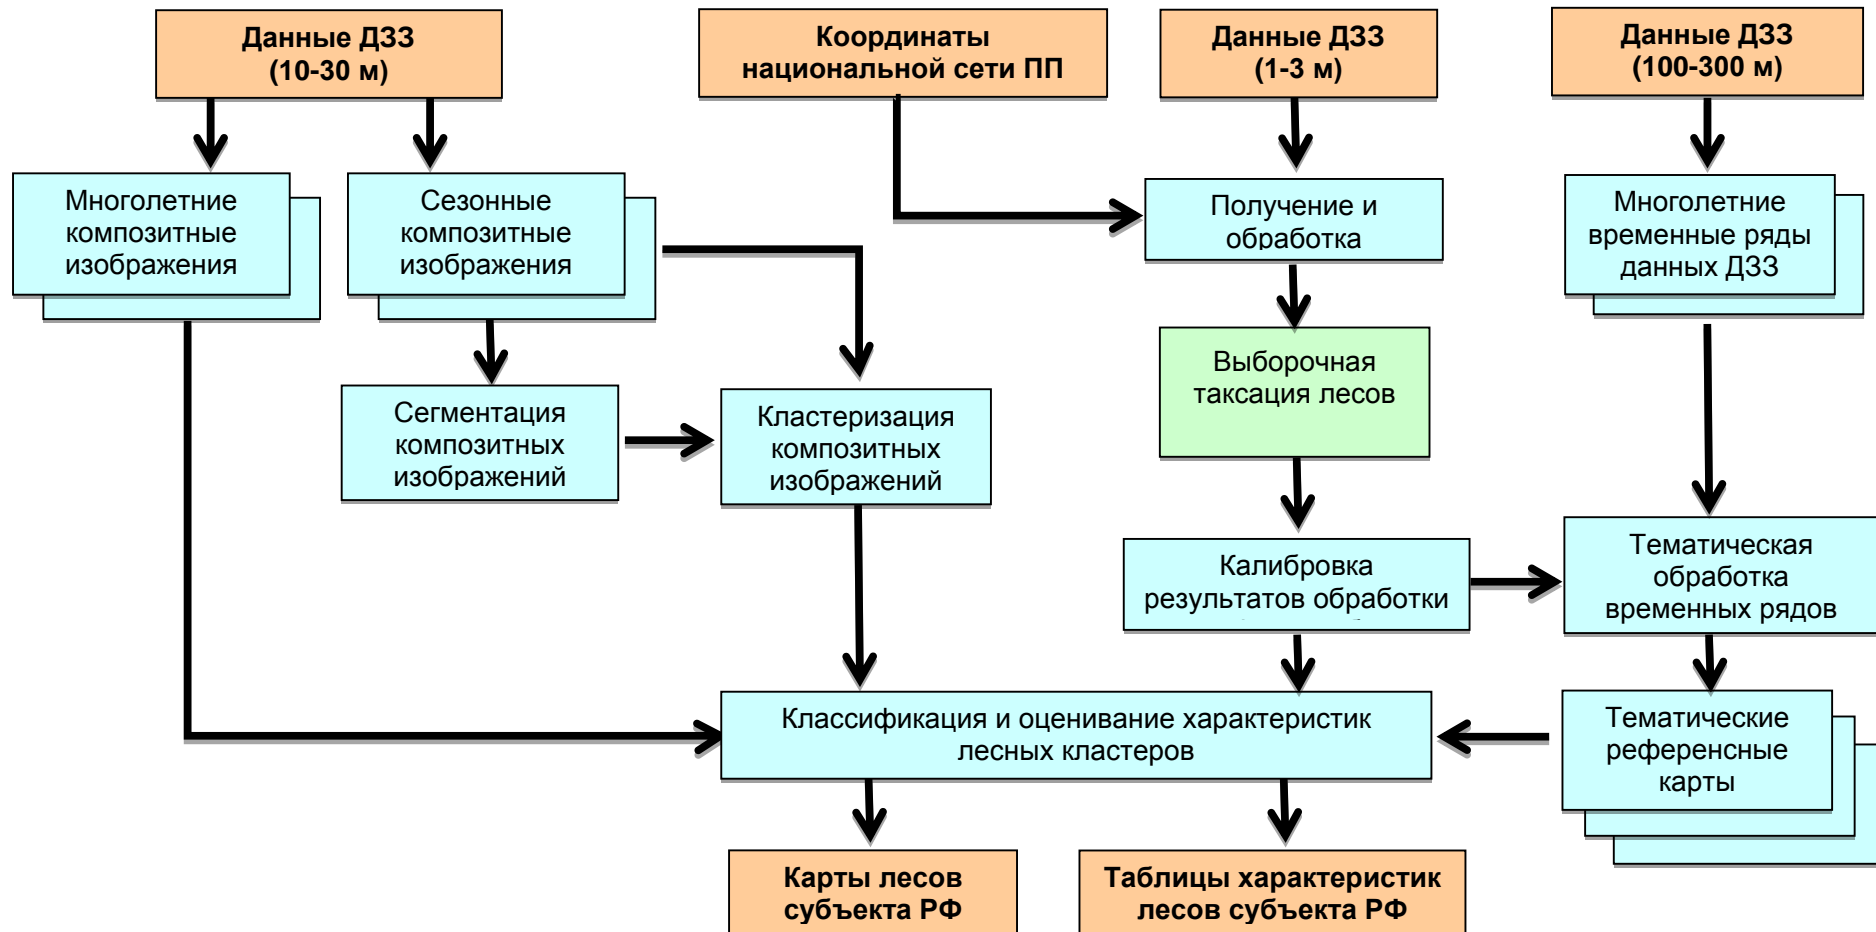 Данные ДЗЗ
(10-30 м)
Координаты
национальной сети ПП
Данные ДЗЗ
(1-3 м)
Данные ДЗЗ
(100-300 м)
Многолетние
композитные
изображения
Сезонные
композитные
изображения
Получение и
обработка
Многолетние
временные ряды
данных ДЗЗ
Выборочная
таксация лесов
Сегментация
композитных
изображений
Кластеризация
композитных
изображений
Калибровка
результатов обработки
Тематическая
обработка
временных рядов
Классификация и оценивание характеристик
лесных кластеров
Тематические
референсные
карты
Карты лесов
субъекта РФ
Таблицы характеристик
лесов субъекта РФ